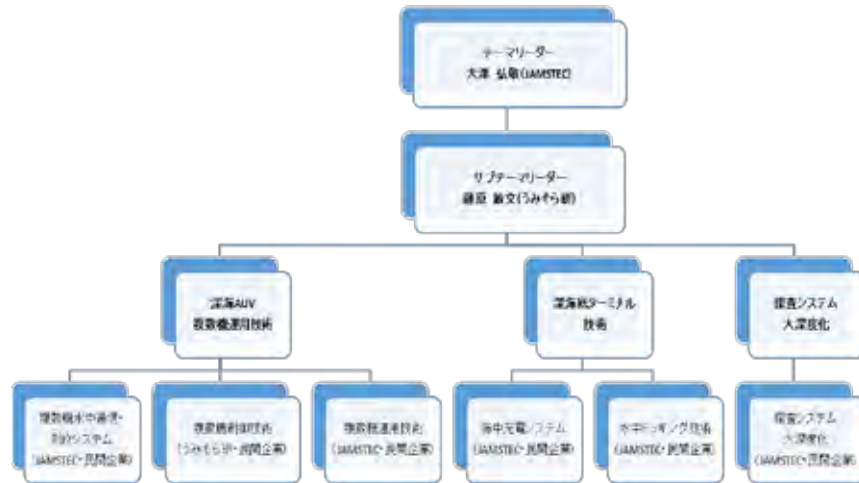 テーマリーダー
大澤 弘敬(JAMSTEC)
サブテーマリーダー
藤原 敏文(うみそら研)
深海AUV
複数機運用技術
深海底ターミナル
技術
探査システム
大深度化
複数機水中通信・
測位システム
(JAMSTEC・民間企業)
複数機制御技術
(うみそら研・民間企業)
複数機運用技術
(JAMSTEC・民間企業)
海中充電システム
(JAMSTEC・民間企業)
水中ドッキング技術
(JAMSTEC・民間企業)
探査システム
大深度化
(JAMSTEC・民間企業)